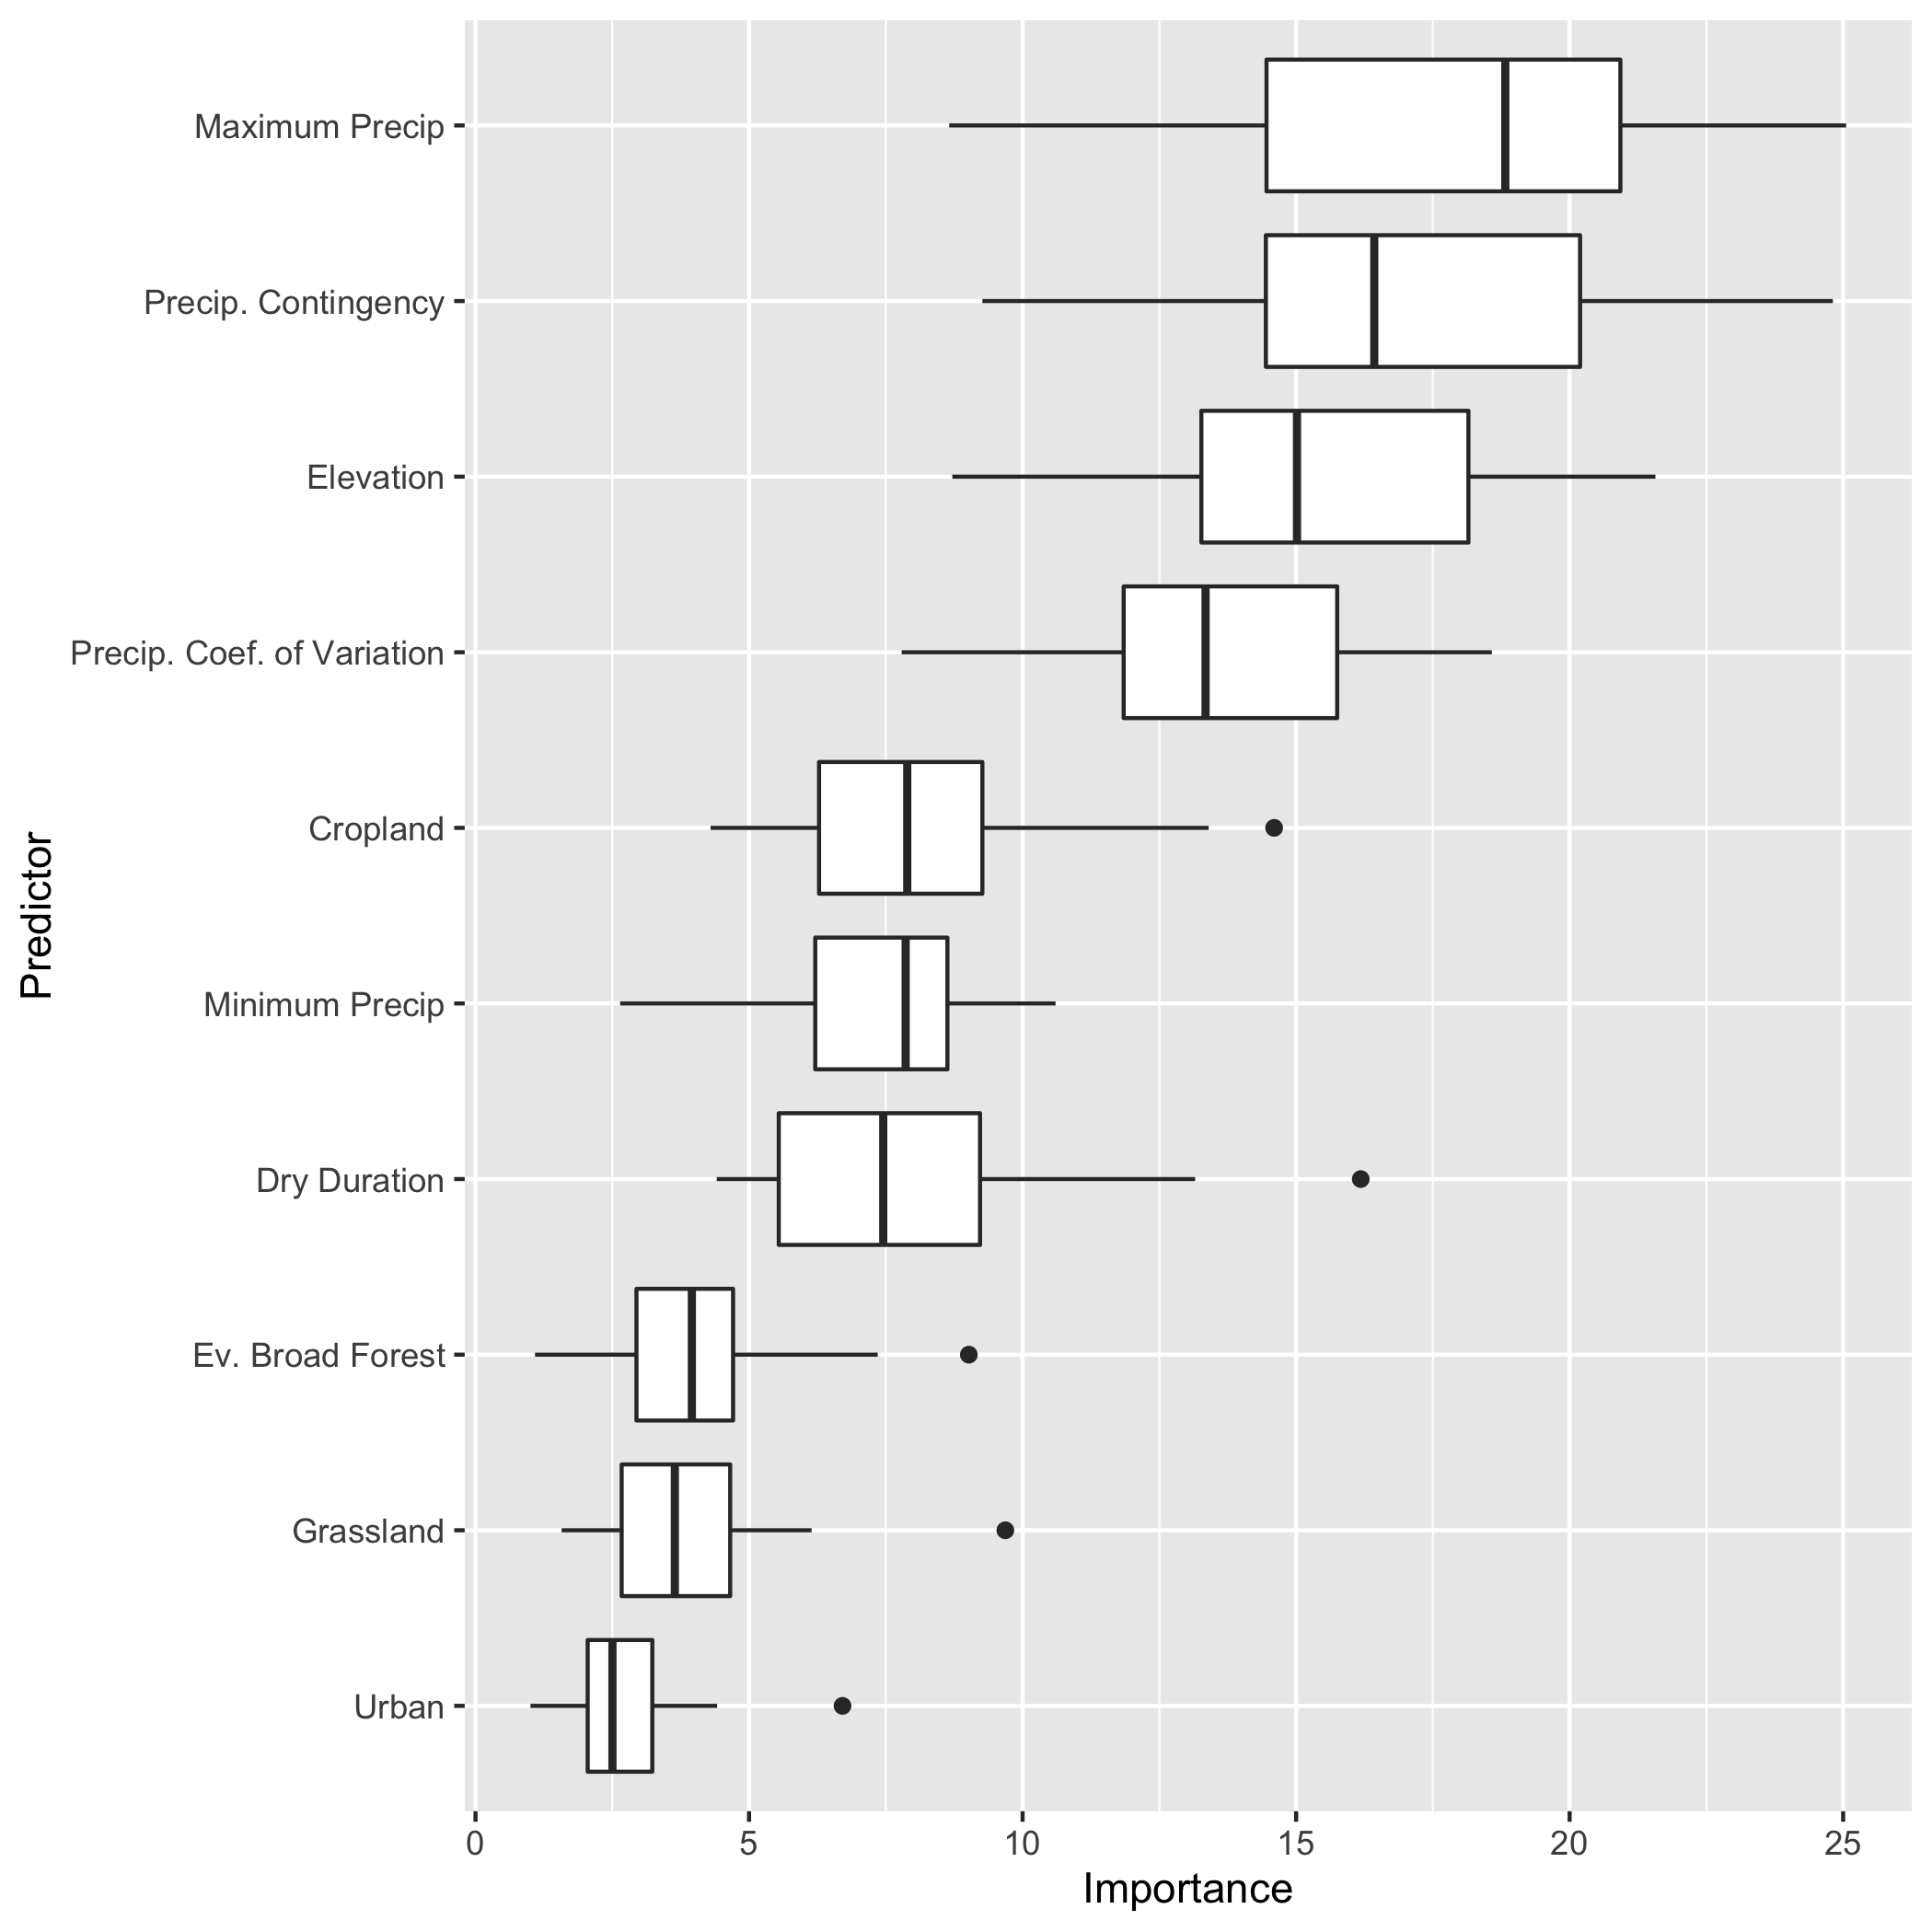 Maximum Precip
Precip. Contingency
Elevation
Precip. Coef. of Variation
Cropland
Minimum Precip
Dry Duration
Ev. Broad Forest
Grassland
Urban
Predictor
0 5 10 15 20 25
Importance